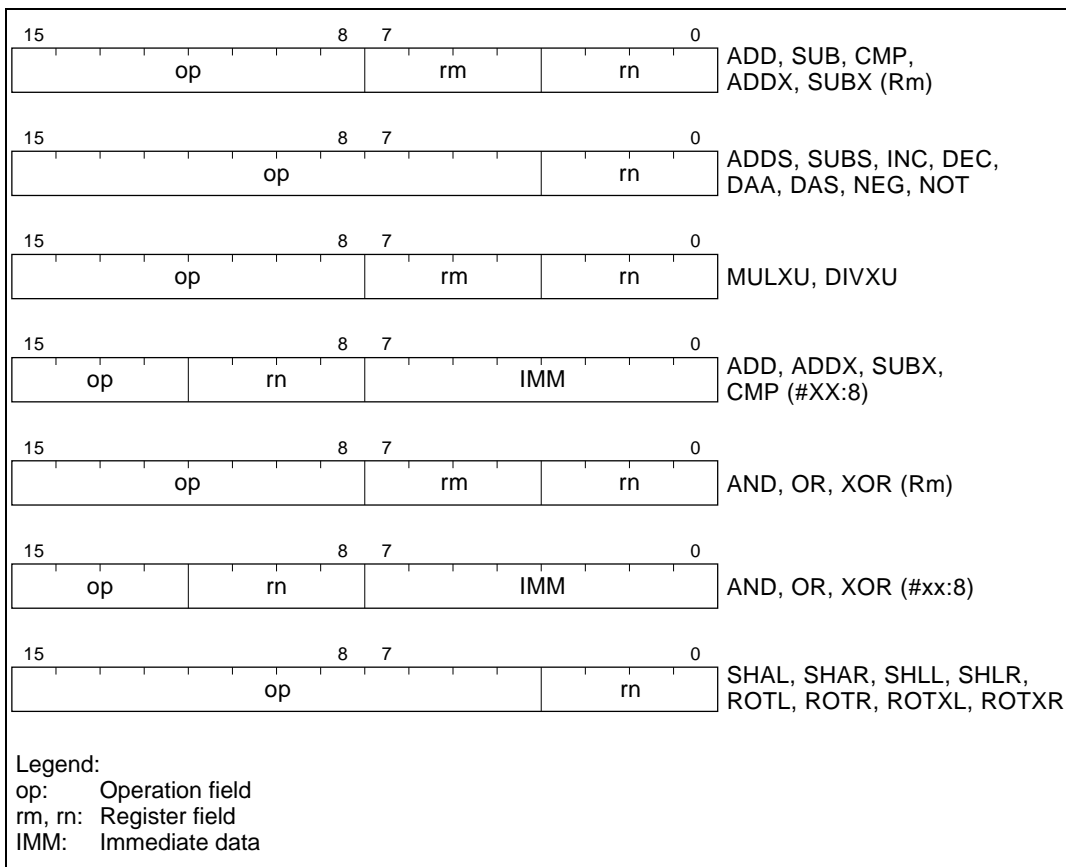 15 8 7 0
op rm rn
ADD, SUB, CMP,
ADDX, SUBX (Rm)
15 8 7 0
op rn
ADDS, SUBS, INC, DEC,
DAA, DAS, NEG, NOT
15 8 7 0
op rm rn
MULXU, DIVXU
15 8 7 0
op rn IMM
ADD, ADDX, SUBX,
CMP (#XX:8)
15 8 7 0
op rm rn
AND, OR, XOR (Rm)
15 8 7 0
op rn IMM
AND, OR, XOR (#xx:8)
15 8 7 0
op rn
SHAL, SHAR, SHLL, SHLR,
ROTL, ROTR, ROTXL, ROTXR
Legend:
op: Operation field
rm, rn: Register field
IMM: Immediate data